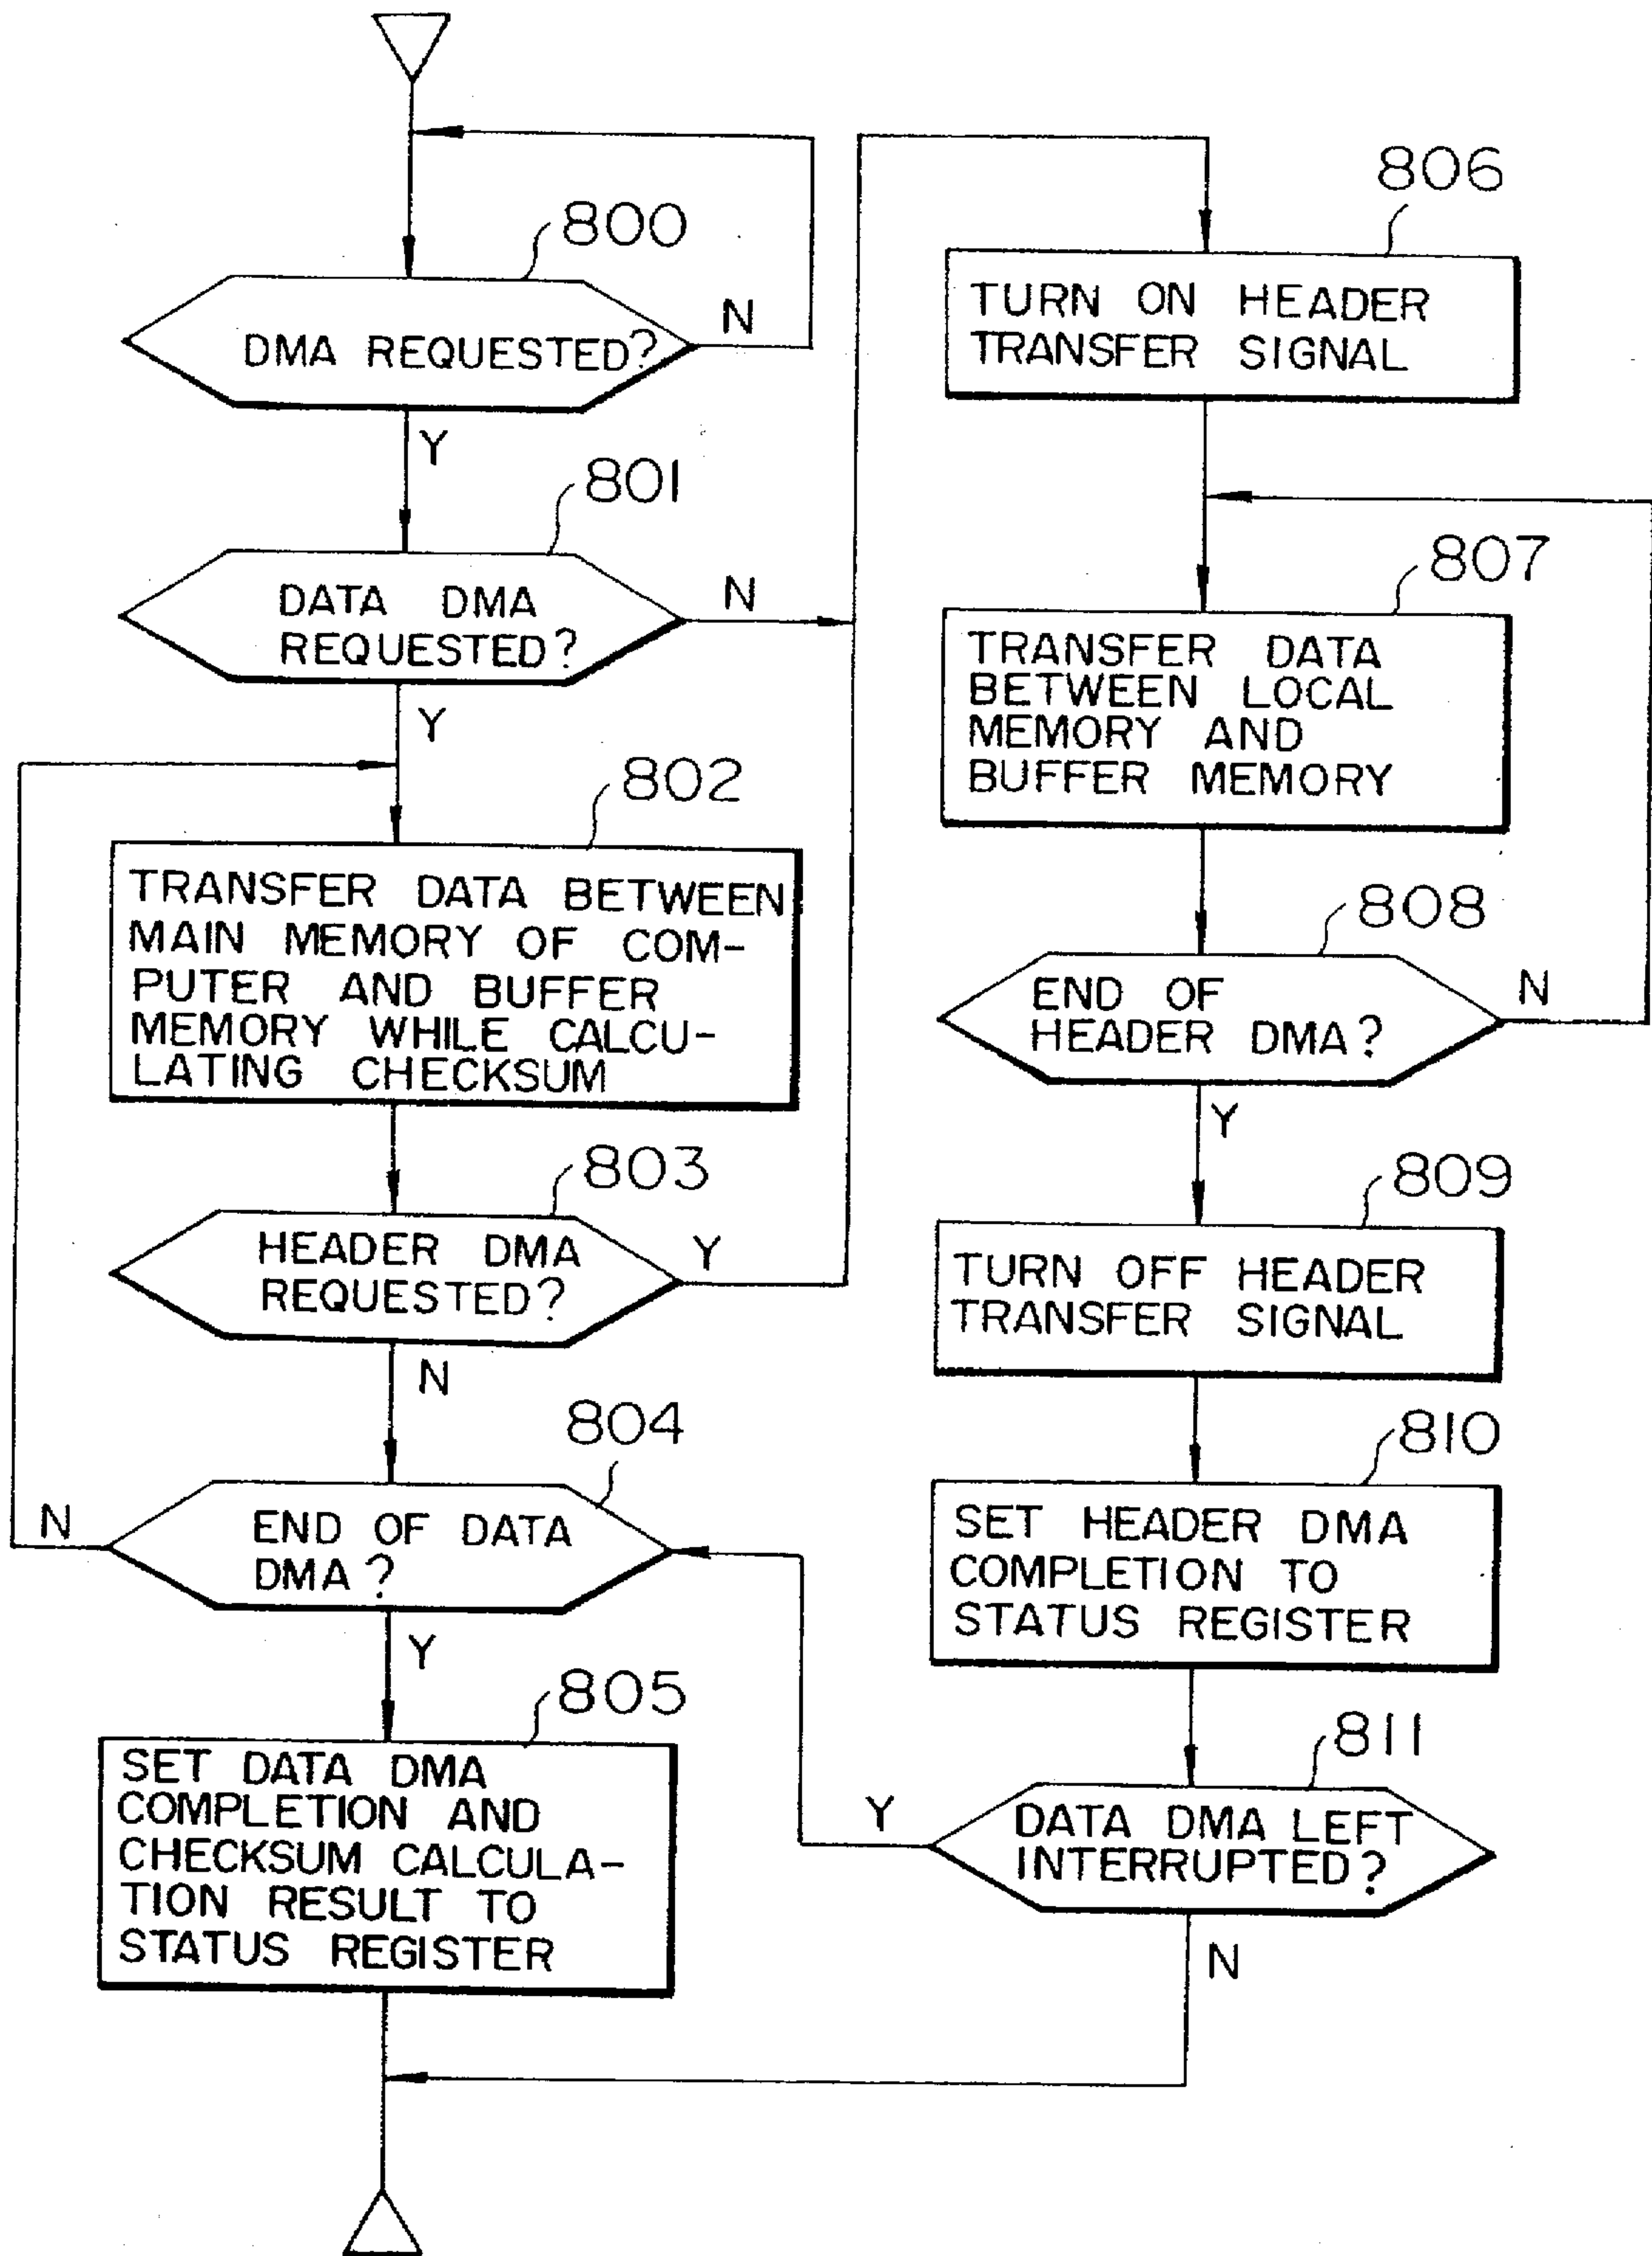 800
DMA REQUESTED?
N
Y
801
DATA DMA
REQUESTED?
N
Y
802
TRANSFER DATA BETWEEN
MAIN MEMORY OF COM-
PUTER AND BUFFER
MEMORY WHILE CALCU-
LATING CHECKSUM
803
HEADER DMA
REQUESTED?
Y
N
804
END OF DATA
DMA?
N
Y
805
SET DATA DMA
COMPLETION AND
CHECKSUM CALCULA-
TION RESULT TO
STATUS REGISTER
806
TURN ON HEADER
TRANSFER SIGNAL
807
TRANSFER DATA
BETWEEN LOCAL
MEMORY AND
BUFFER MEMORY
808
END OF
HEADER DMA?
N
Y
809
TURN OFF HEADER
TRANSFER SIGNAL
810
SET HEADER DMA
COMPLETION TO
STATUS REGISTER
811
DATA DMA LEFT
INTERRUPTED?
Y
N